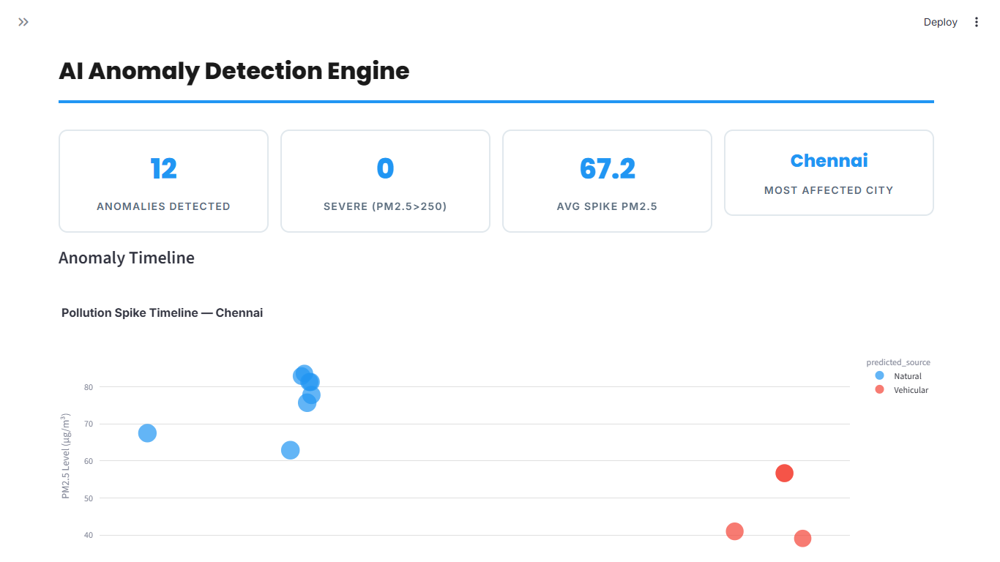 Deploy
AI Anomaly Detection Engine
12
ANOMALIES DETECTED
0
SEVERE (PM2.5>250)
67.2
AVG SPIKE PM2.5
Chennai
MOST AFFECTED CITY
Anomaly Timeline
Pollution Spike Timeline — Chennai
predicted_source
Natural
Vehicular
PM2.5 Level (µg/m³)
80
70
60
50
40